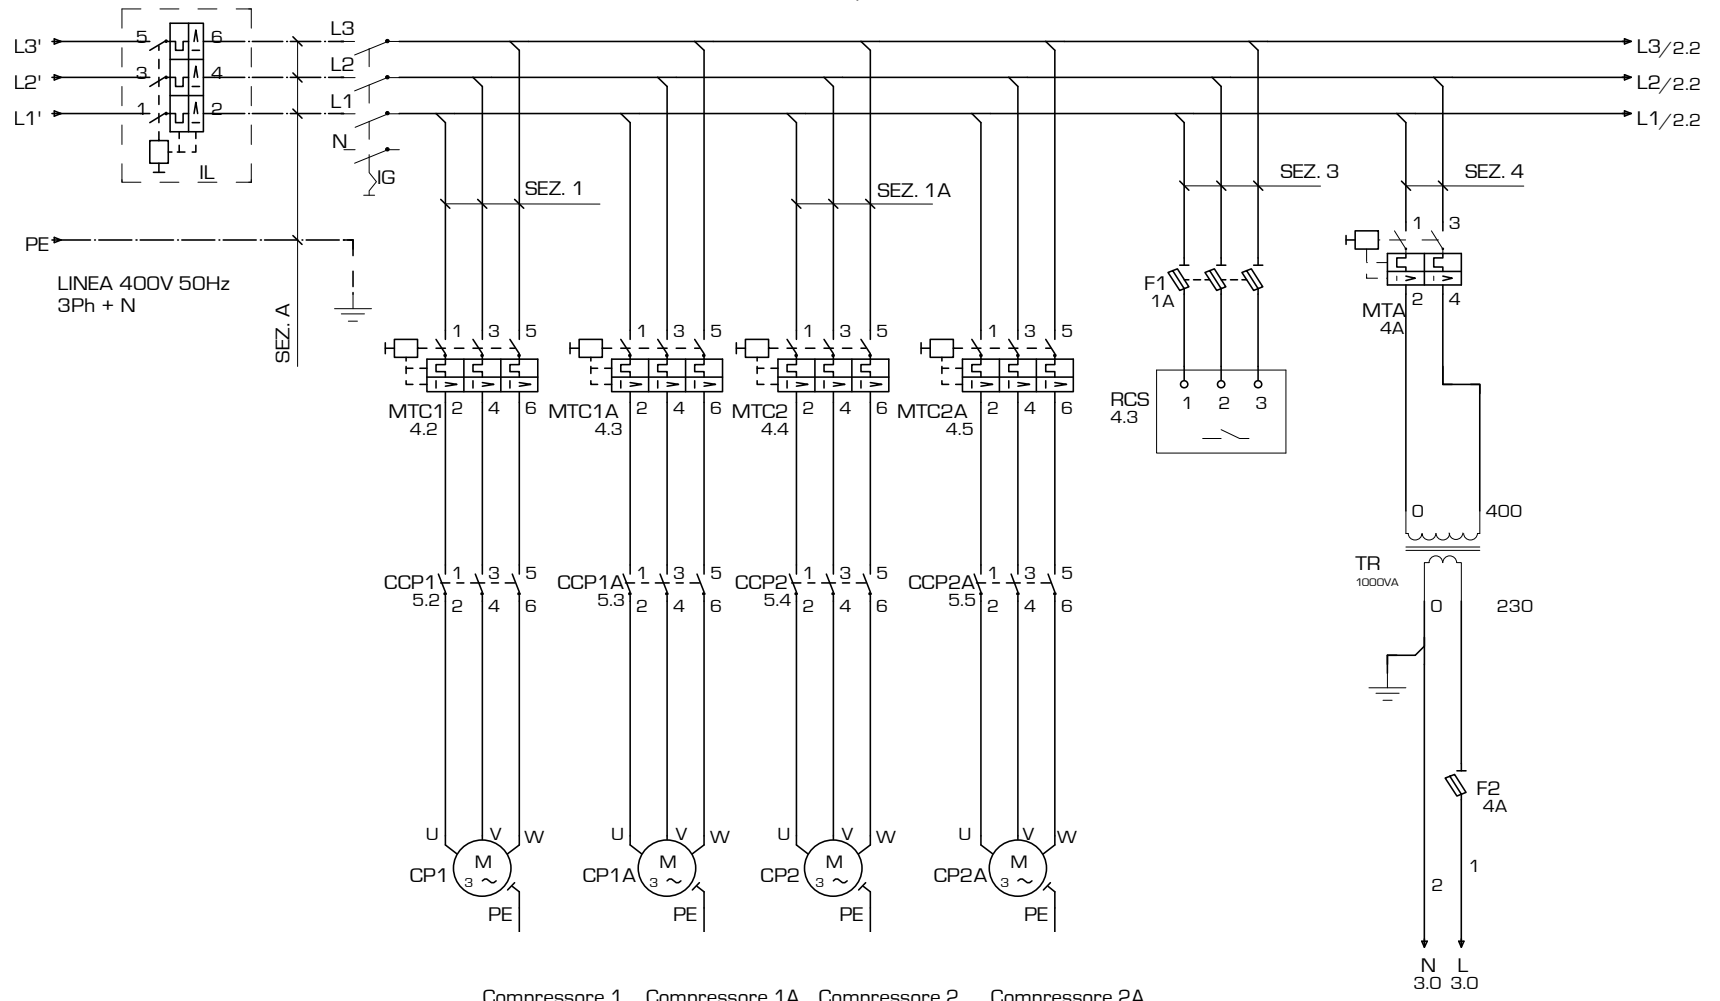 5 6 L3
L3' L3/2.2
3 4 L2
L2' L2/2.2
1 2 L1
L1' L1/2.2
N
IL IG
SEZ. 1 SEZ. 1A SEZ. 3 SEZ. 4
PE
1 3
LINEA 400V 50Hz
3Ph + N
SEZ. A
F1
1A
2 4
MTA
4A
1 3 5 1 3 5 1 3 5 1 3 5
MTC1 2 4 6 MTC1A 2 4 6 MTC2 2 4 6 MTC2A 2 4 6
4.2 4.3 4.4 4.5
RCS 1 2 3
4.3
0 400
TR
1000VA
CCP1 1 3 5 CCP1A 1 3 5 CCP2 1 3 5 CCP2A 1 3 5
5.2 2 4 6 5.3 2 4 6 5.4 2 4 6 5.5 2 4 6
0 230
F2
4A
U V W U V W U V W U V W
M M M M
CP1 3 ~ CP1A 3 ~ CP2 3 ~ CP2A 3 ~
2 1
PE PE PE PE
N L
3.0 3.0
Compressore 1 Compressore 1A Compressore 2 Compressore 2A